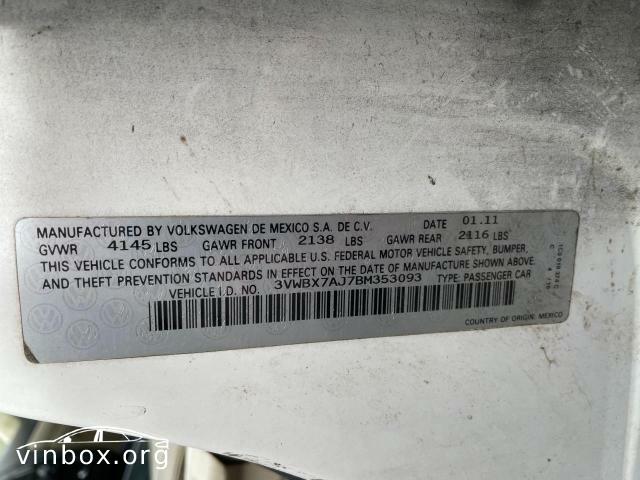 MANUFACTURED BY VOLKSWAGEN DE MEXICO S.A. DE C.V. DATE 01.11
GVWR 4145 LBS GAWR FRONT 2138 LBS GAWR REAR 2116 LBS
THIS VEHICLE CONFORMS TO ALL APPLICABLE U.S. FEDERAL MOTOR VEHICLE SAFETY, BUMPER,
AND THEFT PREVENTION STANDARDS IN EFFECT ON THE DATE OF MANUFACTURE SHOWN ABOVE.
VEHICLE I.D. NO. 3VWBX7AJ7BM353093 TYPE: PASSENGER CAR
COUNTRY OF ORIGIN: MEXICO
vinbox.org